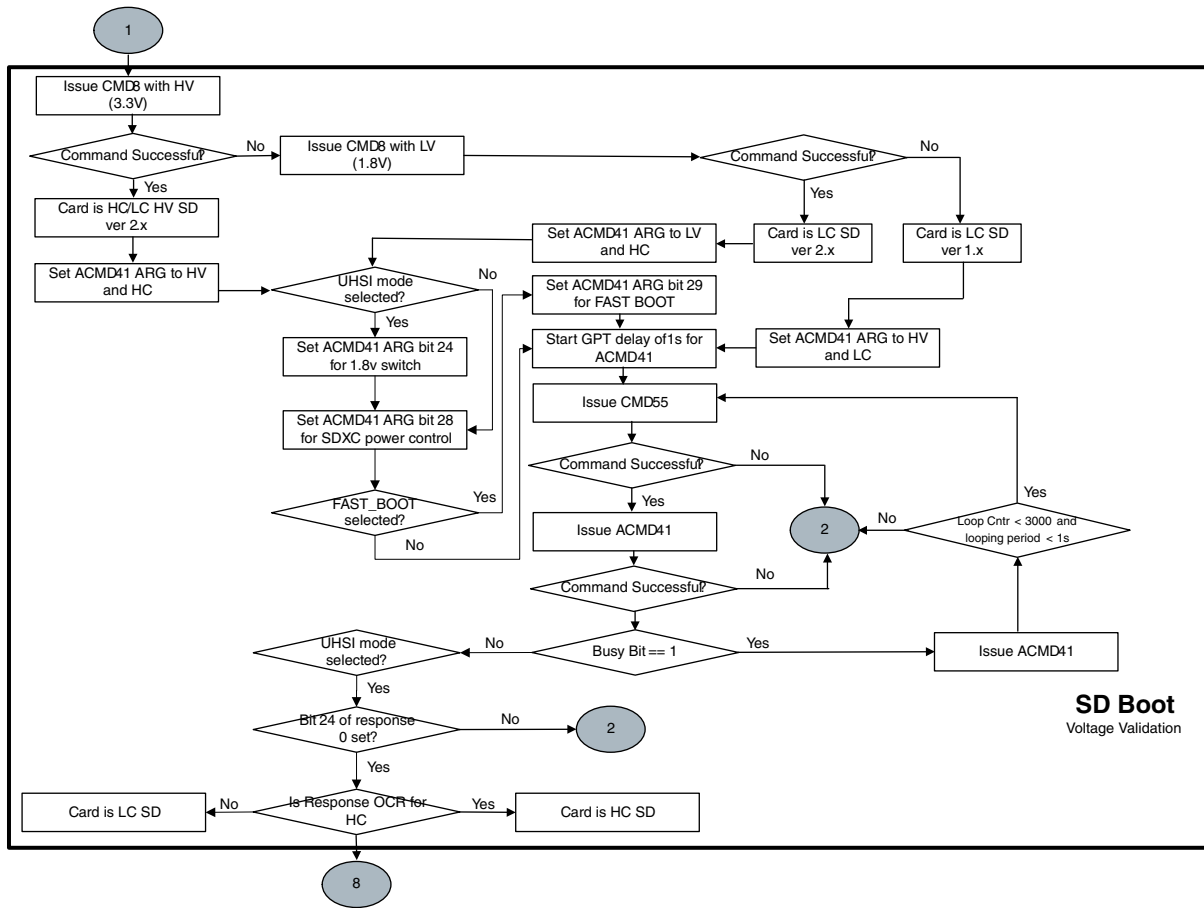 1
Issue CMD8 with HV
(3.3V)
Command Successful?
No
Issue CMD8 with LV
(1.8V)
Command Successful?
No
Yes
Yes
Card is HC/LC HV SD
ver 2.x
Set ACMD41 ARG to LV
and HC
Card is LC SD
ver 2.x
Card is LC SD
ver 1.x
Set ACMD41 ARG to HV
and HC
UHSI mode
selected?
No
Set ACMD41 ARG bit 29
for FAST BOOT
Yes
Set ACMD41 ARG bit 24
for 1.8v switch
Start GPT delay of1s for
ACMD41
Set ACMD41 ARG to HV
and LC
Issue CMD55
Set ACMD41 ARG bit 28
for SDXC power control
Command Successful?
No
Yes
Yes
FAST_BOOT
selected?
Yes
No
Issue ACMD41
2
No
Loop Cntr < 3000 and
looping period < 1s
Command Successful?
No
UHSI mode
selected?
No
Busy Bit == 1
Yes
Issue ACMD41
Yes
Bit 24 of response
0 set?
No
2
SD Boot
Voltage Validation
Yes
Card is LC SD
No
Is Response OCR for
HC
Yes
Card is HC SD
8